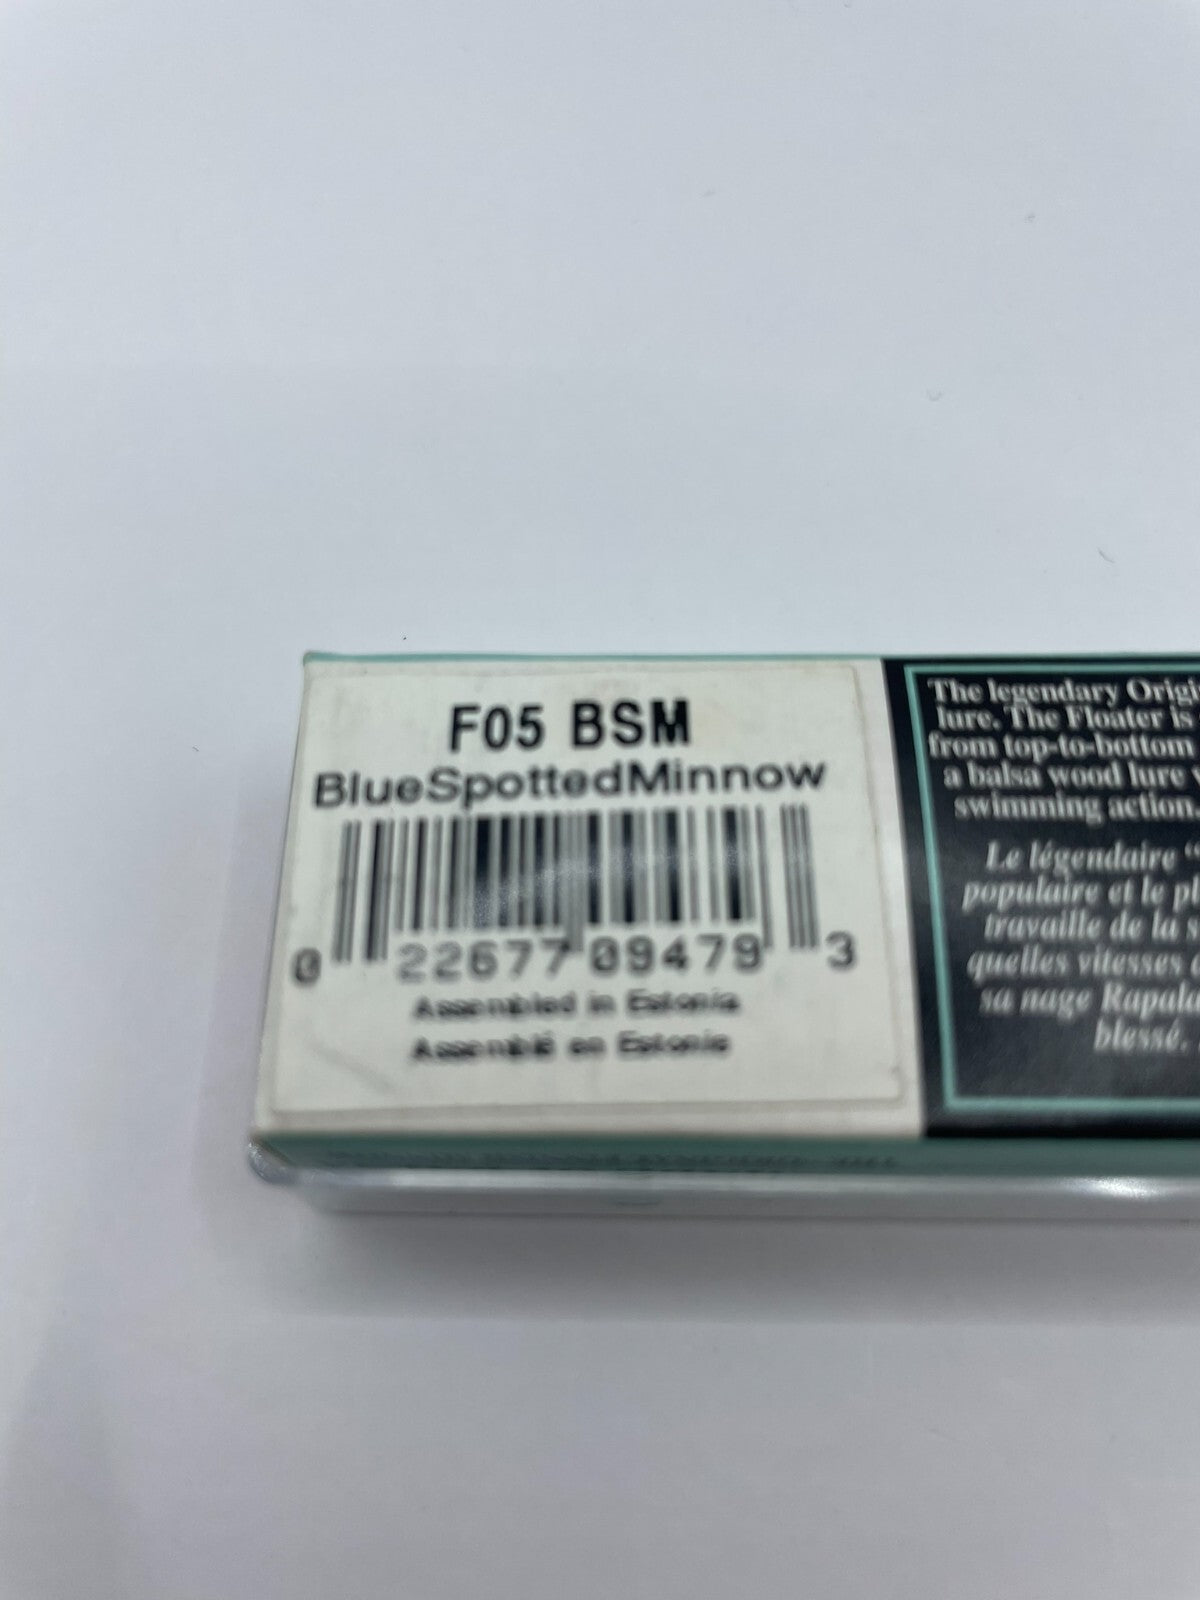 F05 BSM
BlueSpottedMinnow
0 22677 09479 3
Assembled in Estonia
Assemblé en Estonie
The legendary Origi
lure. The Floater is
from top-to-bottom
a balsa wood lure
swimming action.
Le légendaire "
populaire et le pl
travaille de la s
quelles vitesses
sa nage Rapala
blessé.